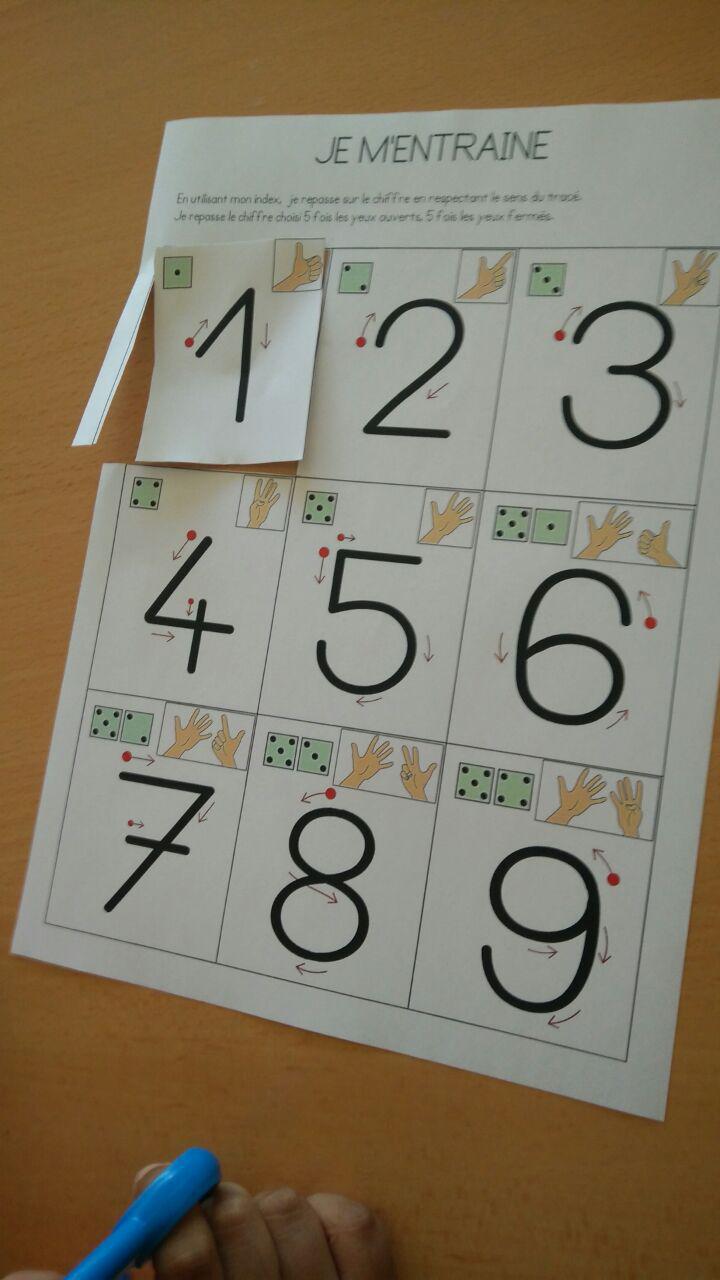 JE M'ENTRAINE
En utilisant mon index, je repasse sur le chiffre en respectant le sens du tracé.
Je repasse le chiffre choisi 5 fois les yeux ouverts, 5 fois les yeux fermés.
1 2 3
4 5 6
7 8 9